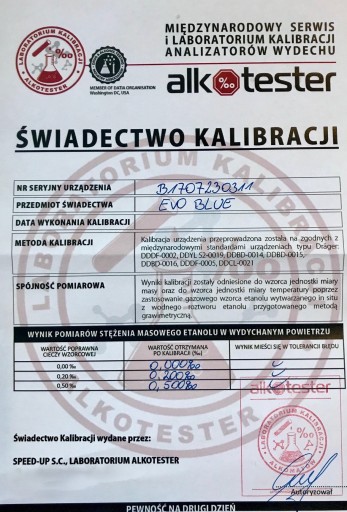 MIĘDZYNARODOWY SERWIS
i LABORATORIUM KALIBRACJI
ANALIZATORÓW WYDECHU
LABORATORIUM KALIBRACJI
ALKOTESTER
MEMBER OF DATA ORGANISATION
Washington DC, USA
alkotester
ŚWIADECTWO KALIBRACJI
NR SERYJNY URZĄDZENIA B1707230311
PRZEDMIOT ŚWIADECTWA EVO BLUE
DATA WYKONANIA KALIBRACJI
METODA KALIBRACJI
Kalibracja urządzenia przeprowadzona została na zgodnych z
międzynarodowymi standardami urządzeniach typu Dräger:
DDDF-0002, DDYL 52-0019, DDBD-0014, DDBD-0015,
DDBD-0016, DDDF-0005, DDCL-0021
SPÓJNOŚĆ POMIAROWA
Wyniki kalibracji zostały odniesione do wzorca jednostki miary
masy oraz do wzorca jednostki miary temperatury poprzez
zastosowanie gazowego wzorca etanolu wytwarzanego in situ
z wodnego roztworu etanolu przygotowanego metodą
grawimetryczną.
WYNIK POMIARÓW STĘŻENIA MASOWEGO ETANOLU W WYDYCHANYM POWIETRZU
WARTOŚĆ POPRAWNA
CIECZY WZORCOWEJ
WARTOŚĆ OTRZYMANA
PO KALIBRACJI (‰)
WYNIK MIEŚCI SIĘ W TOLERANCJI BŁĘDU
0,00 ‰ 0,000‰
0,20 ‰ 0,200‰
0,50 ‰ 0,500‰
alkotester
Świadectwo Kalibracji wydane przez:
SPEED-UP S.C., LABORATORIUM ALKOTESTER
Autoryzował
PEWNOŚĆ NA DRUGI DZIEŃ